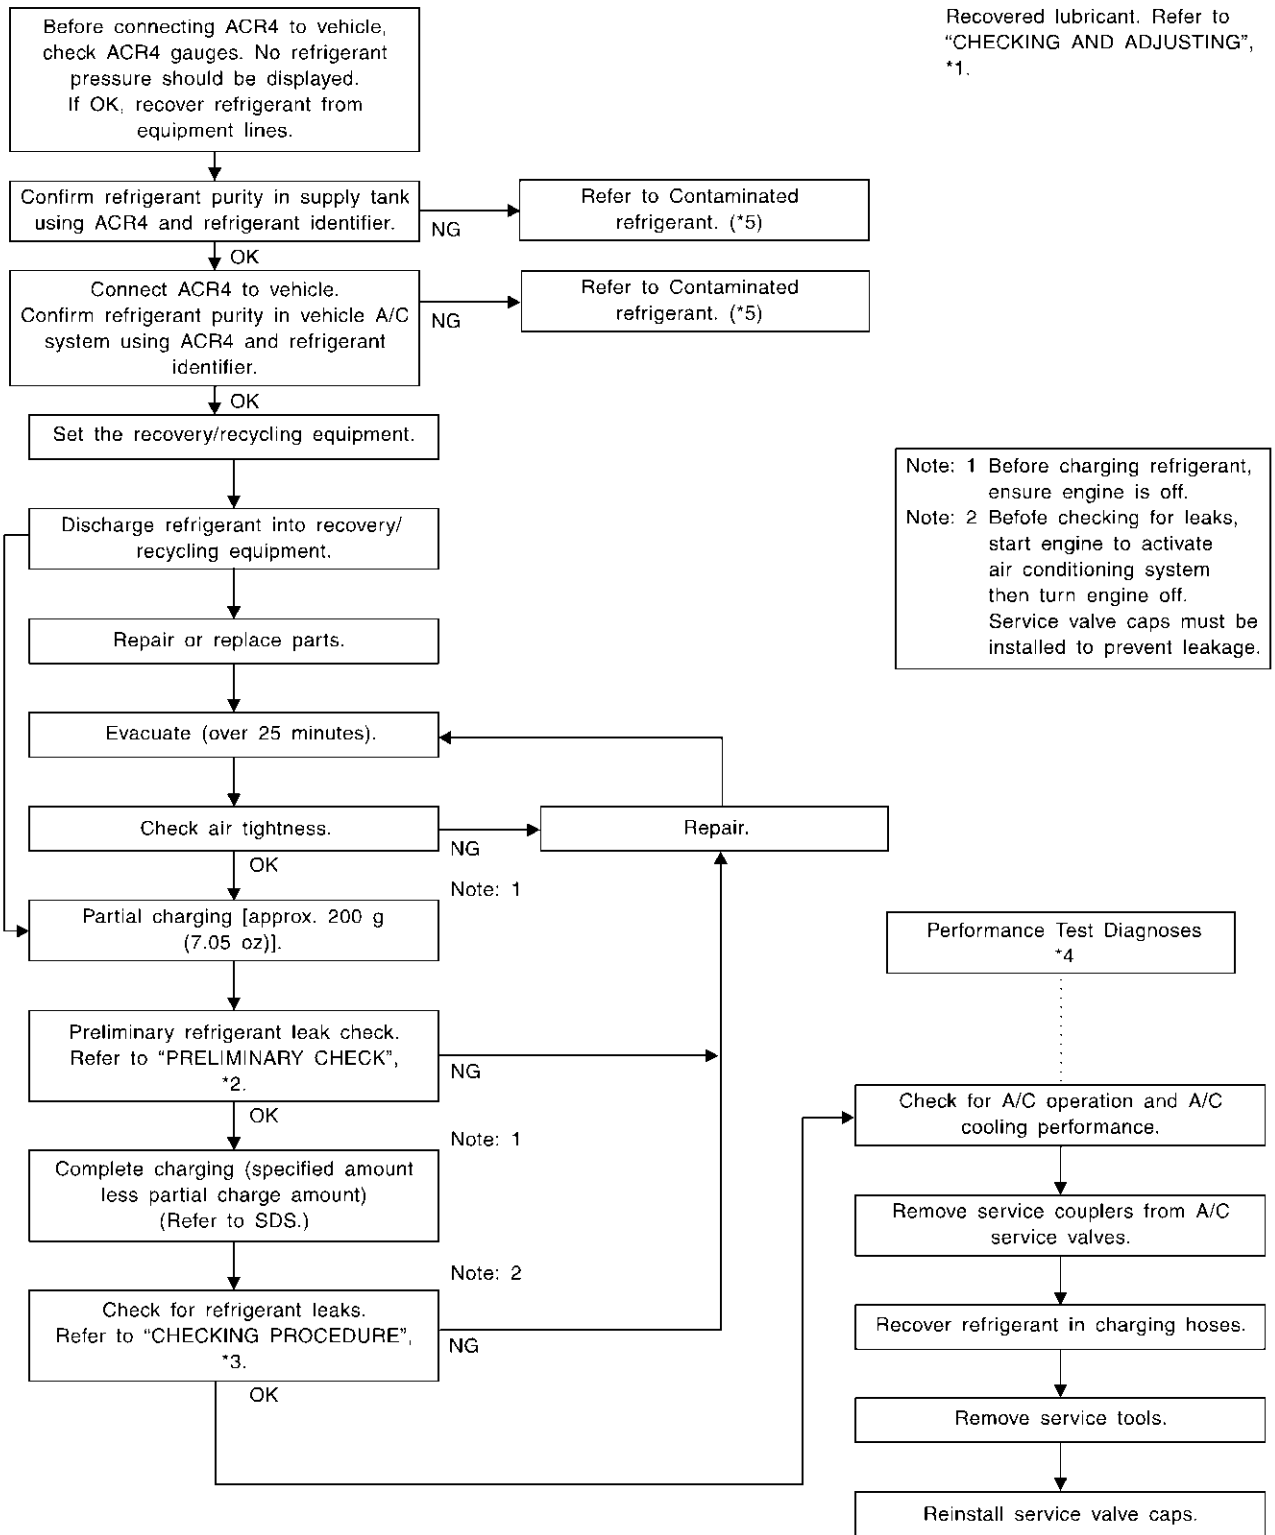 Before connecting ACR4 to vehicle,
check ACR4 gauges. No refrigerant
pressure should be displayed.
If OK, recover refrigerant from
equipment lines.
Recovered lubricant. Refer to
“CHECKING AND ADJUSTING”,
*1.
Confirm refrigerant purity in supply tank
using ACR4 and refrigerant identifier.
NG
Refer to Contaminated
refrigerant. (*5)
OK
Connect ACR4 to vehicle.
Confirm refrigerant purity in vehicle A/C
system using ACR4 and refrigerant
identifier.
NG
Refer to Contaminated
refrigerant. (*5)
OK
Set the recovery/recycling equipment.
Note: 1 Before charging refrigerant,
ensure engine is off.
Note: 2 Befofe checking for leaks,
start engine to activate
air conditioning system
then turn engine off.
Service valve caps must be
installed to prevent leakage.
Discharge refrigerant into recovery/
recycling equipment.
Repair or replace parts.
Evacuate (over 25 minutes).
Check air tightness.
NG
Repair.
OK
Note: 1
Partial charging [approx. 200 g
(7.05 oz)].
Preliminary refrigerant leak check.
Refer to “PRELIMINARY CHECK”,
*2.
NG
OK
Note: 1
Complete charging (specified amount
less partial charge amount)
(Refer to SDS.)
Note: 2
Check for refrigerant leaks.
Refer to “CHECKING PROCEDURE”,
*3.
NG
OK
Performance Test Diagnoses
*4
Check for A/C operation and A/C
cooling performance.
Remove service couplers from A/C
service valves.
Recover refrigerant in charging hoses.
Remove service tools.
Reinstall service valve caps.